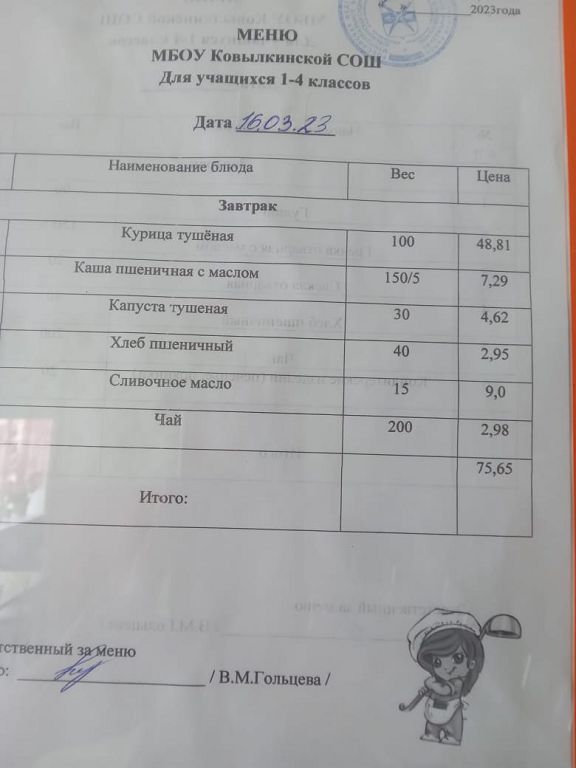 2023года
МЕНЮ
МБОУ Ковылкинской СОШ
Для учащихся 1-4 классов
Дата 16.03.23
Наименование блюда Вес Цена
Завтрак
Курица тушёная 100 48,81
Каша пшеничная с маслом 150/5 7,29
Капуста тушеная 30 4,62
Хлеб пшеничный 40 2,95
Сливочное масло 15 9,0
Чай 200 2,98
Итого: 75,65
тственный за меню
о: / В.М.Гольцева /